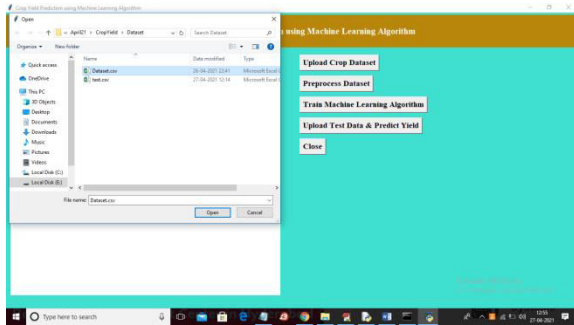 Crop Yield Prediction using Machine Learning Algorithm
Open
« April21 › CropYield › Dataset
Search Dataset
Organize
New folder
Name
Date modified
Type
Quick access
Dataset.csv
26-04-2021 22:41
Microsoft Excel
test.csv
27-04-2021 12:14
Microsoft Excel
OneDrive
This PC
3D Objects
Desktop
Documents
Downloads
Music
Pictures
Videos
Local Disk (C:)
Local Disk (E:)
File name: Dataset.csv
Open
Cancel
using Machine Learning Algorithm
Upload Crop Dataset
Preprocess Dataset
Train Machine Learning Algorithm
Upload Test Data & Predict Yield
Close
Type here to search
12:55
27-04-2021